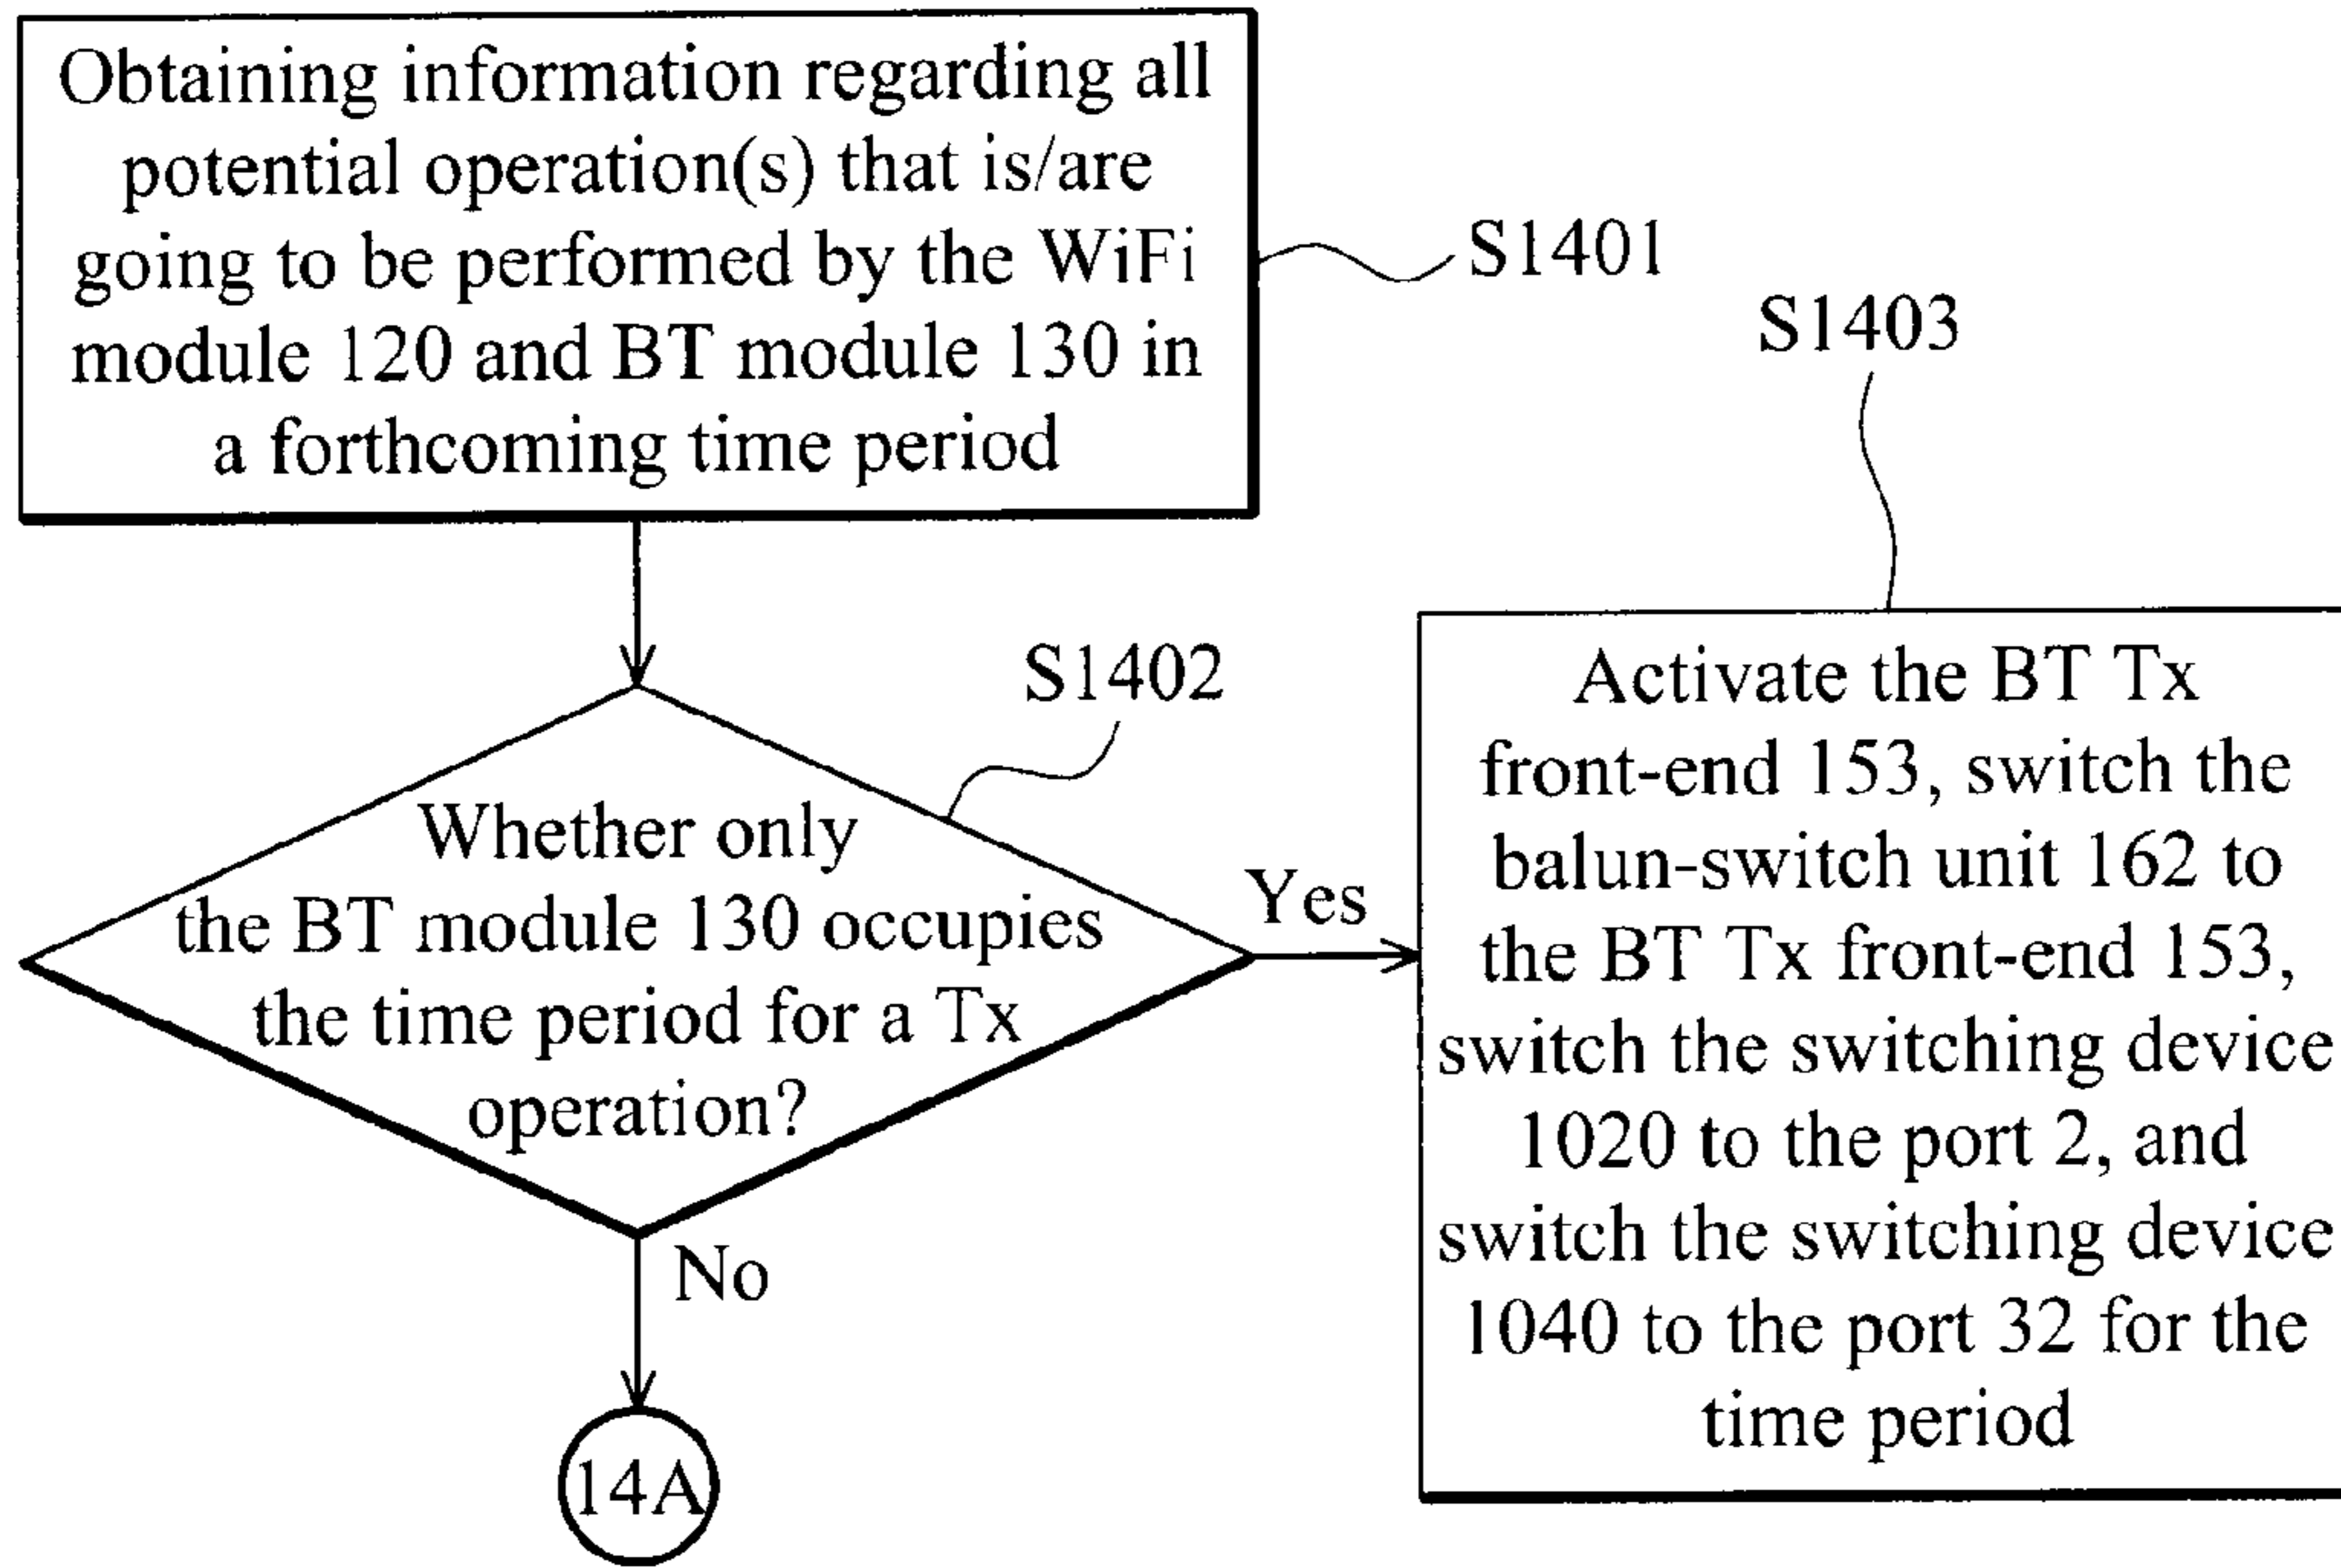 Obtaining information regarding all
potential operation(s) that is/are
going to be performed by the WiFi
module 120 and BT module 130 in
a forthcoming time period
S1401
S1402
Whether only
the BT module 130 occupies
the time period for a Tx
operation?
Yes
No
14A
S1403
Activate the BT Tx
front-end 153, switch the
balun-switch unit 162 to
the BT Tx front-end 153,
switch the switching device
1020 to the port 2, and
switch the switching device
1040 to the port 32 for the
time period